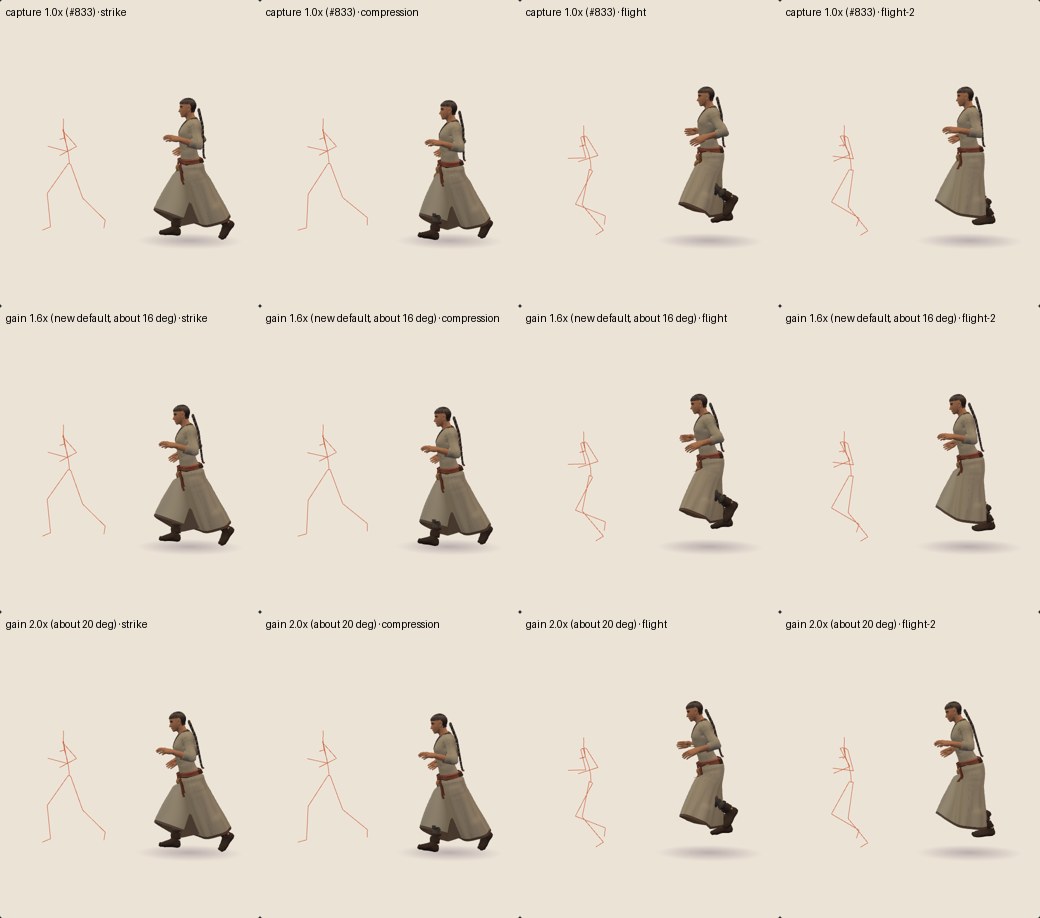 capture 1.0x (#833) · strike
capture 1.0x (#833) · compression
capture 1.0x (#833) · flight
capture 1.0x (#833) · flight-2
gain 1.6x (new default, about 16 deg) · strike
gain 1.6x (new default, about 16 deg) · compression
gain 1.6x (new default, about 16 deg) · flight
gain 1.6x (new default, about 16 deg) · flight-2
gain 2.0x (about 20 deg) · strike
gain 2.0x (about 20 deg) · compression
gain 2.0x (about 20 deg) · flight
gain 2.0x (about 20 deg) · flight-2